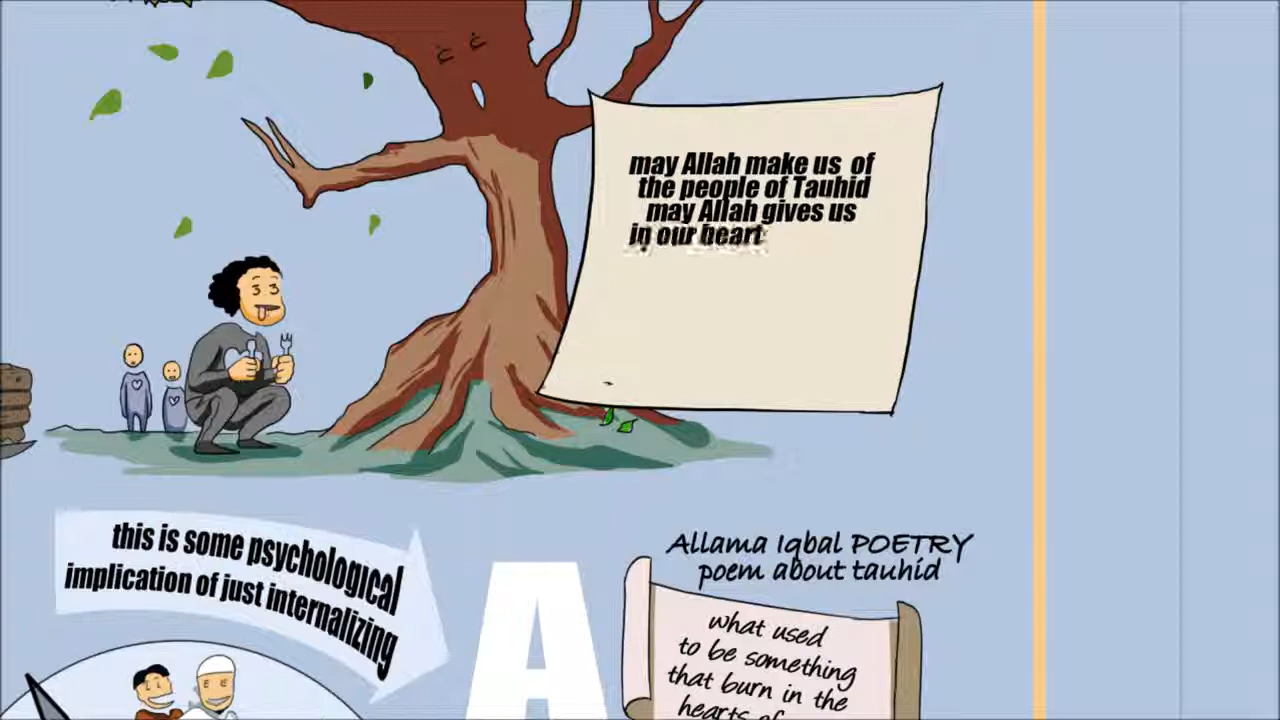 may Allah make us of
the people of Tauhid
may Allah gives us
in our heart
this is some psychological
implication of just internalizing
A
Allama Iqbal POETRY
poem about tauhid
what used
to be something
that burn in the
hearts of